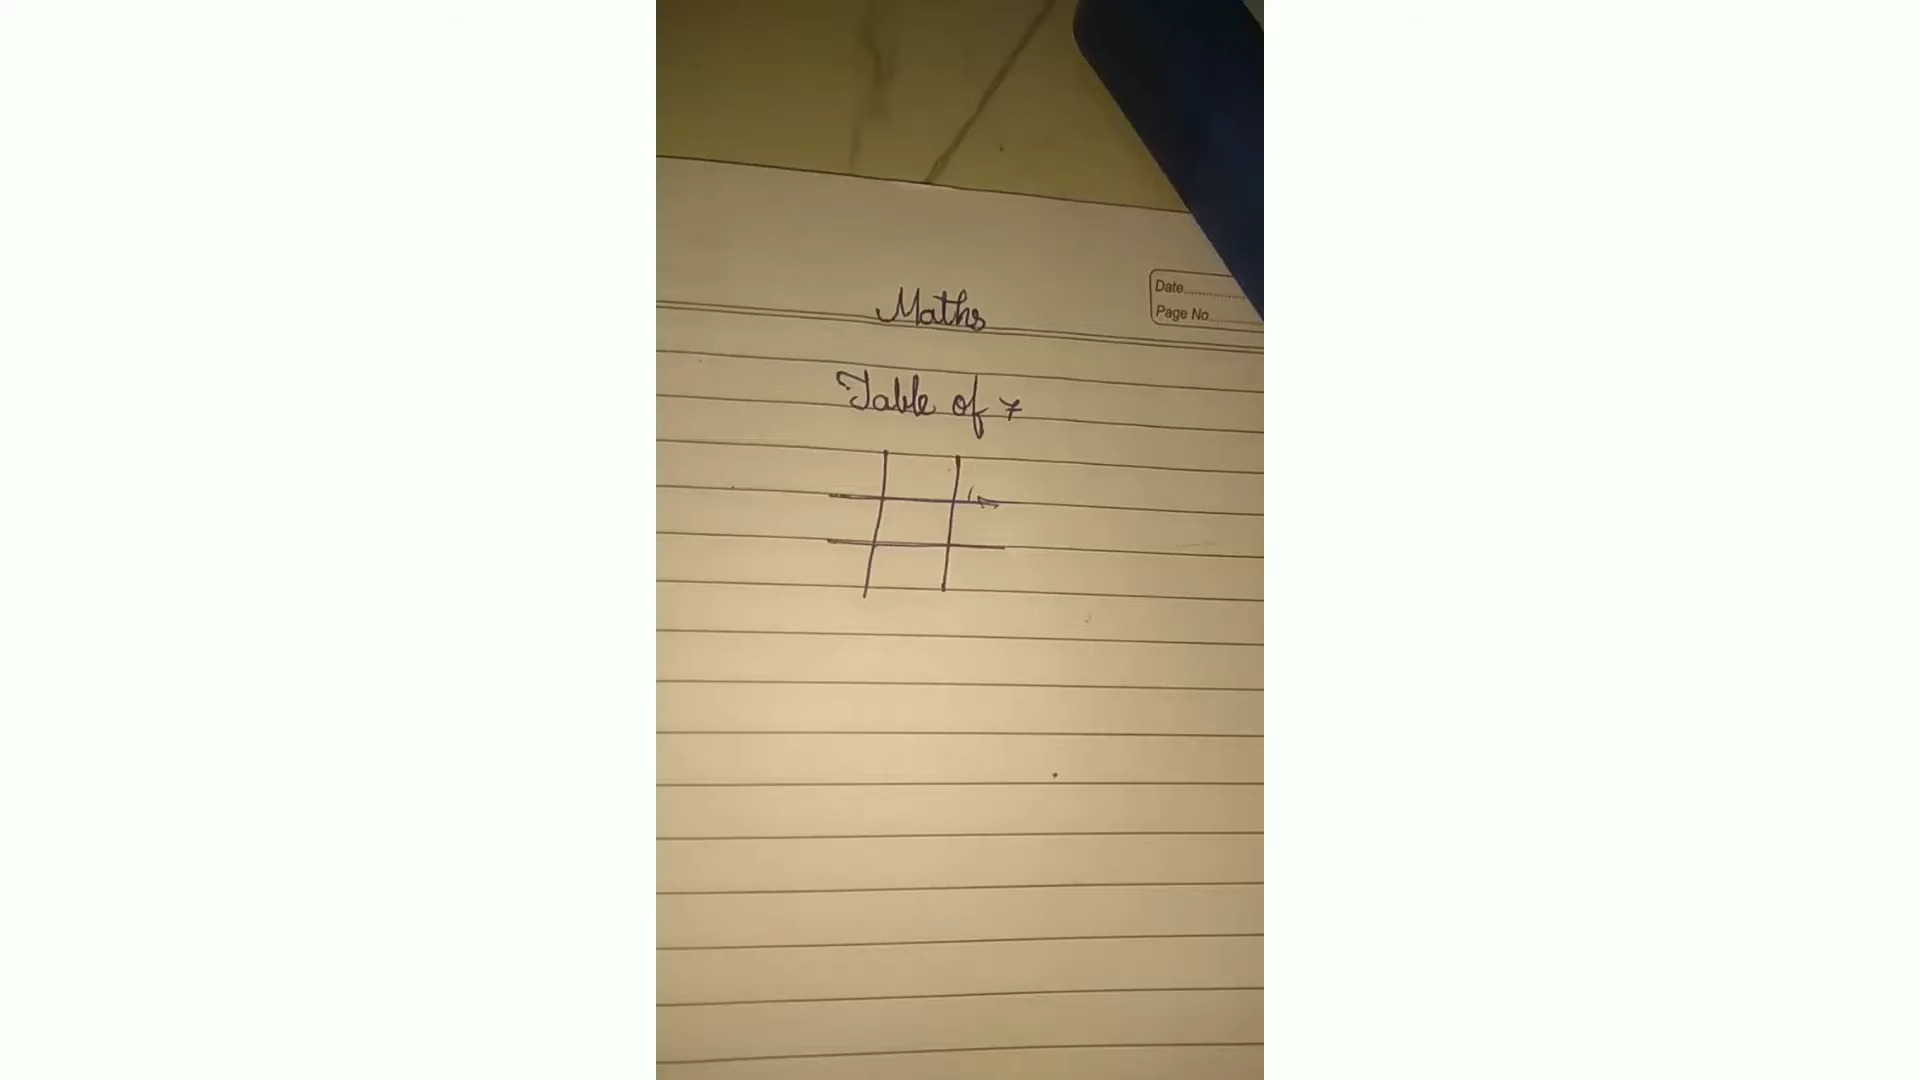 Maths
Date
Page No
Table of 7